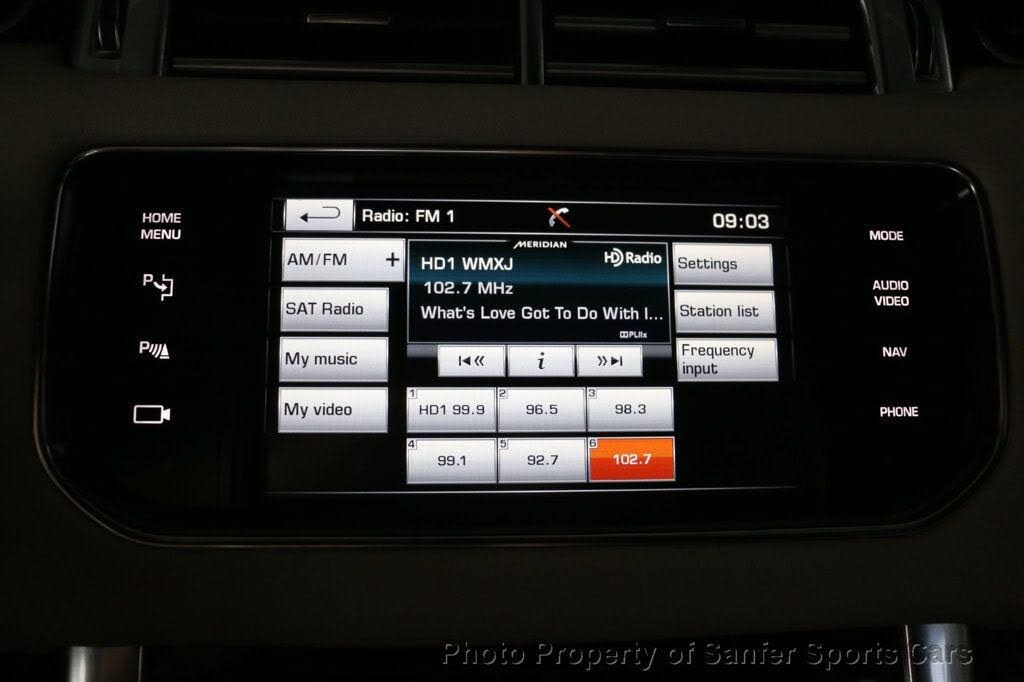 HOME
MENU
P
P
Radio: FM 1
09:03
AM/FM +
SAT Radio
My music
My video
MERIDIAN
HD1 WMXJ
HD Radio
102.7 MHz
What's Love Got To Do With I...
PLIIx
i
Settings
Station list
Frequency
input
1 HD1 99.9
2 96.5
3 98.3
4 99.1
5 92.7
6 102.7
MODE
AUDIO
VIDEO
NAV
PHONE
Photo Property of Sanfer Sports Cars